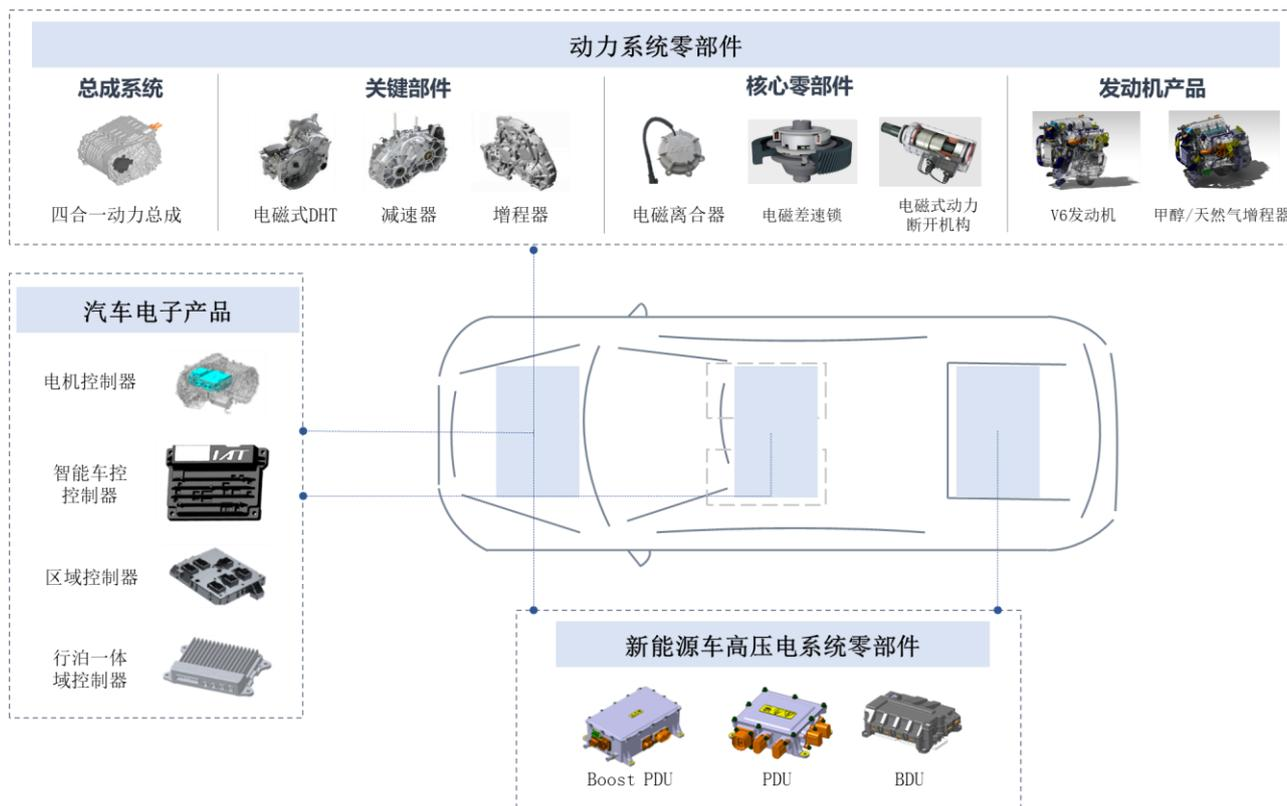 动力系统零部件
总成系统
关键部件
核心零部件
发动机产品
四合一动力总成
电磁式DHT
减速器
增程器
电磁离合器
电磁差速锁
电磁式动力
断开机构
V6发动机
甲醇/天然气增程器
汽车电子产品
电机控制器
智能车控
控制器
IAT
区域控制器
行泊一体
域控制器
新能源车高压电系统零部件
Boost PDU
PDU
BDU